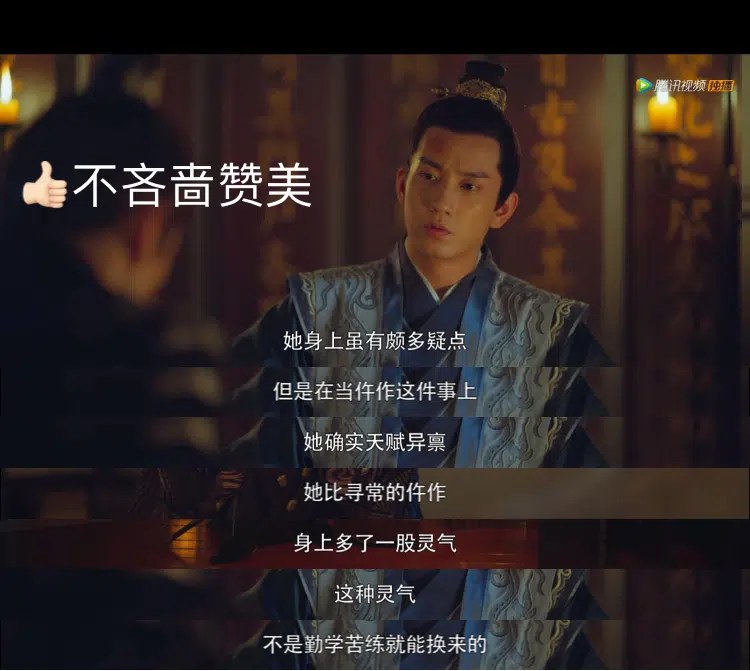 腾讯视频 独播
👍🏻不吝啬赞美
她身上虽有颇多疑点
但是在当仵作这件事上
她确实天赋异禀
她比寻常的仵作
身上多了一股灵气
这种灵气
不是勤学苦练就能换来的